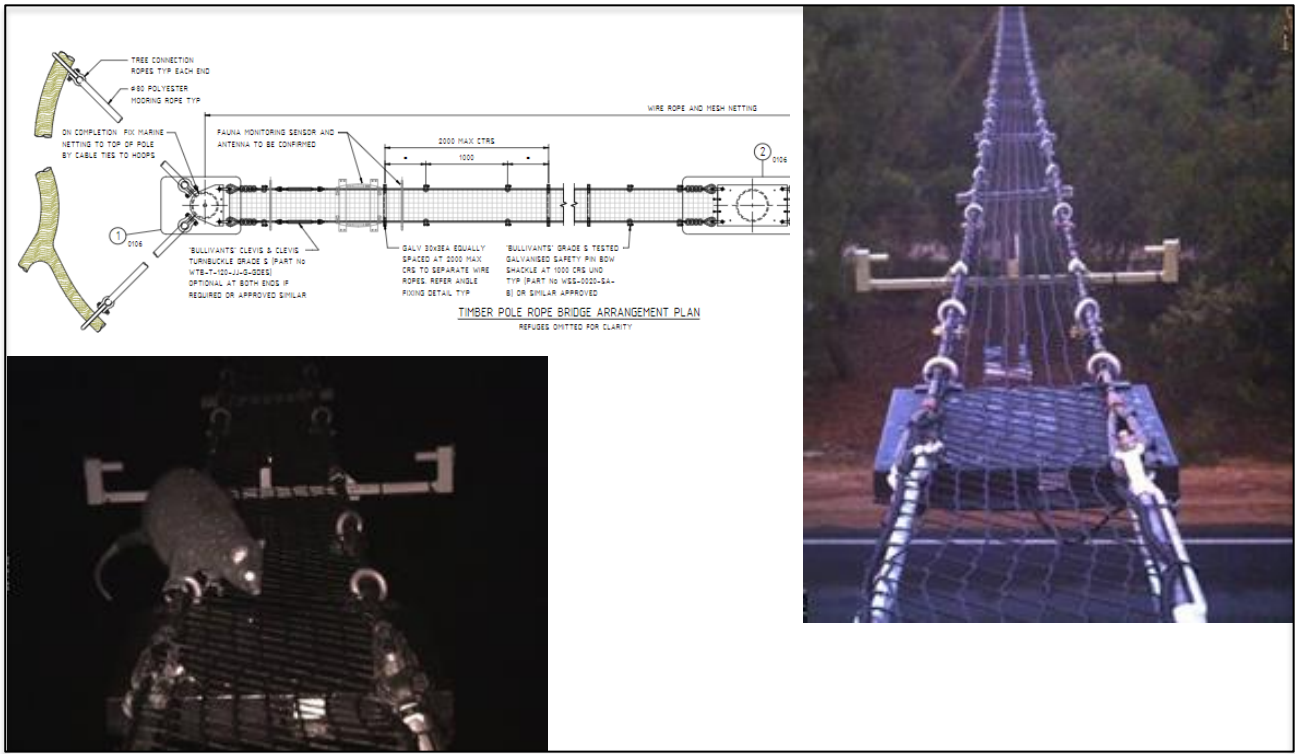 TREE CONNECTION
ROPES TYP EACH END
ø80 POLYESTER
MOORING ROPE TYP
WIRE ROPE AND MESH NETTING
ON COMPLETION FIX MARINE
NETTING TO TOP OF POLE
BY CABLE TIES TO HOOPS
FAUNA MONITORING SENSOR AND
ANTENNA TO BE CONFIRMED
2000 MAX CTRS
1000
2
0106
1
0106
'BULLIVANTS' CLEVIS & CLEVIS
TURNBUCKLE GRADE S (PART No
WTB-T-120-JJ-G-GDES)
OPTIONAL AT BOTH ENDS IF
REQUIRED OR APPROVED SIMILAR
GALV 30x3EA EQUALLY
SPACED AT 2000 MAX
CRS TO SEPARATE WIRE
ROPES. REFER ANGLE
FIXING DETAIL TYP
'BULLIVANTS' GRADE S TESTED
GALVANISED SAFETY PIN BOW
SHACKLE AT 1000 CRS UNO
TYP (PART No WSS-0020-SA-
B) OR SIMILAR APPROVED
TIMBER POLE ROPE BRIDGE ARRANGEMENT PLAN
REFUGES OMITTED FOR CLARITY